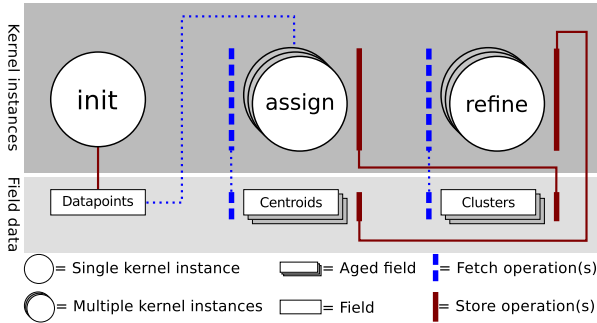 Kernel instances
init
assign
refine
Field data
Datapoints
Centroids
Clusters
= Single kernel instance
= Aged field
= Fetch operation(s)
= Multiple kernel instances
= Field
= Store operation(s)